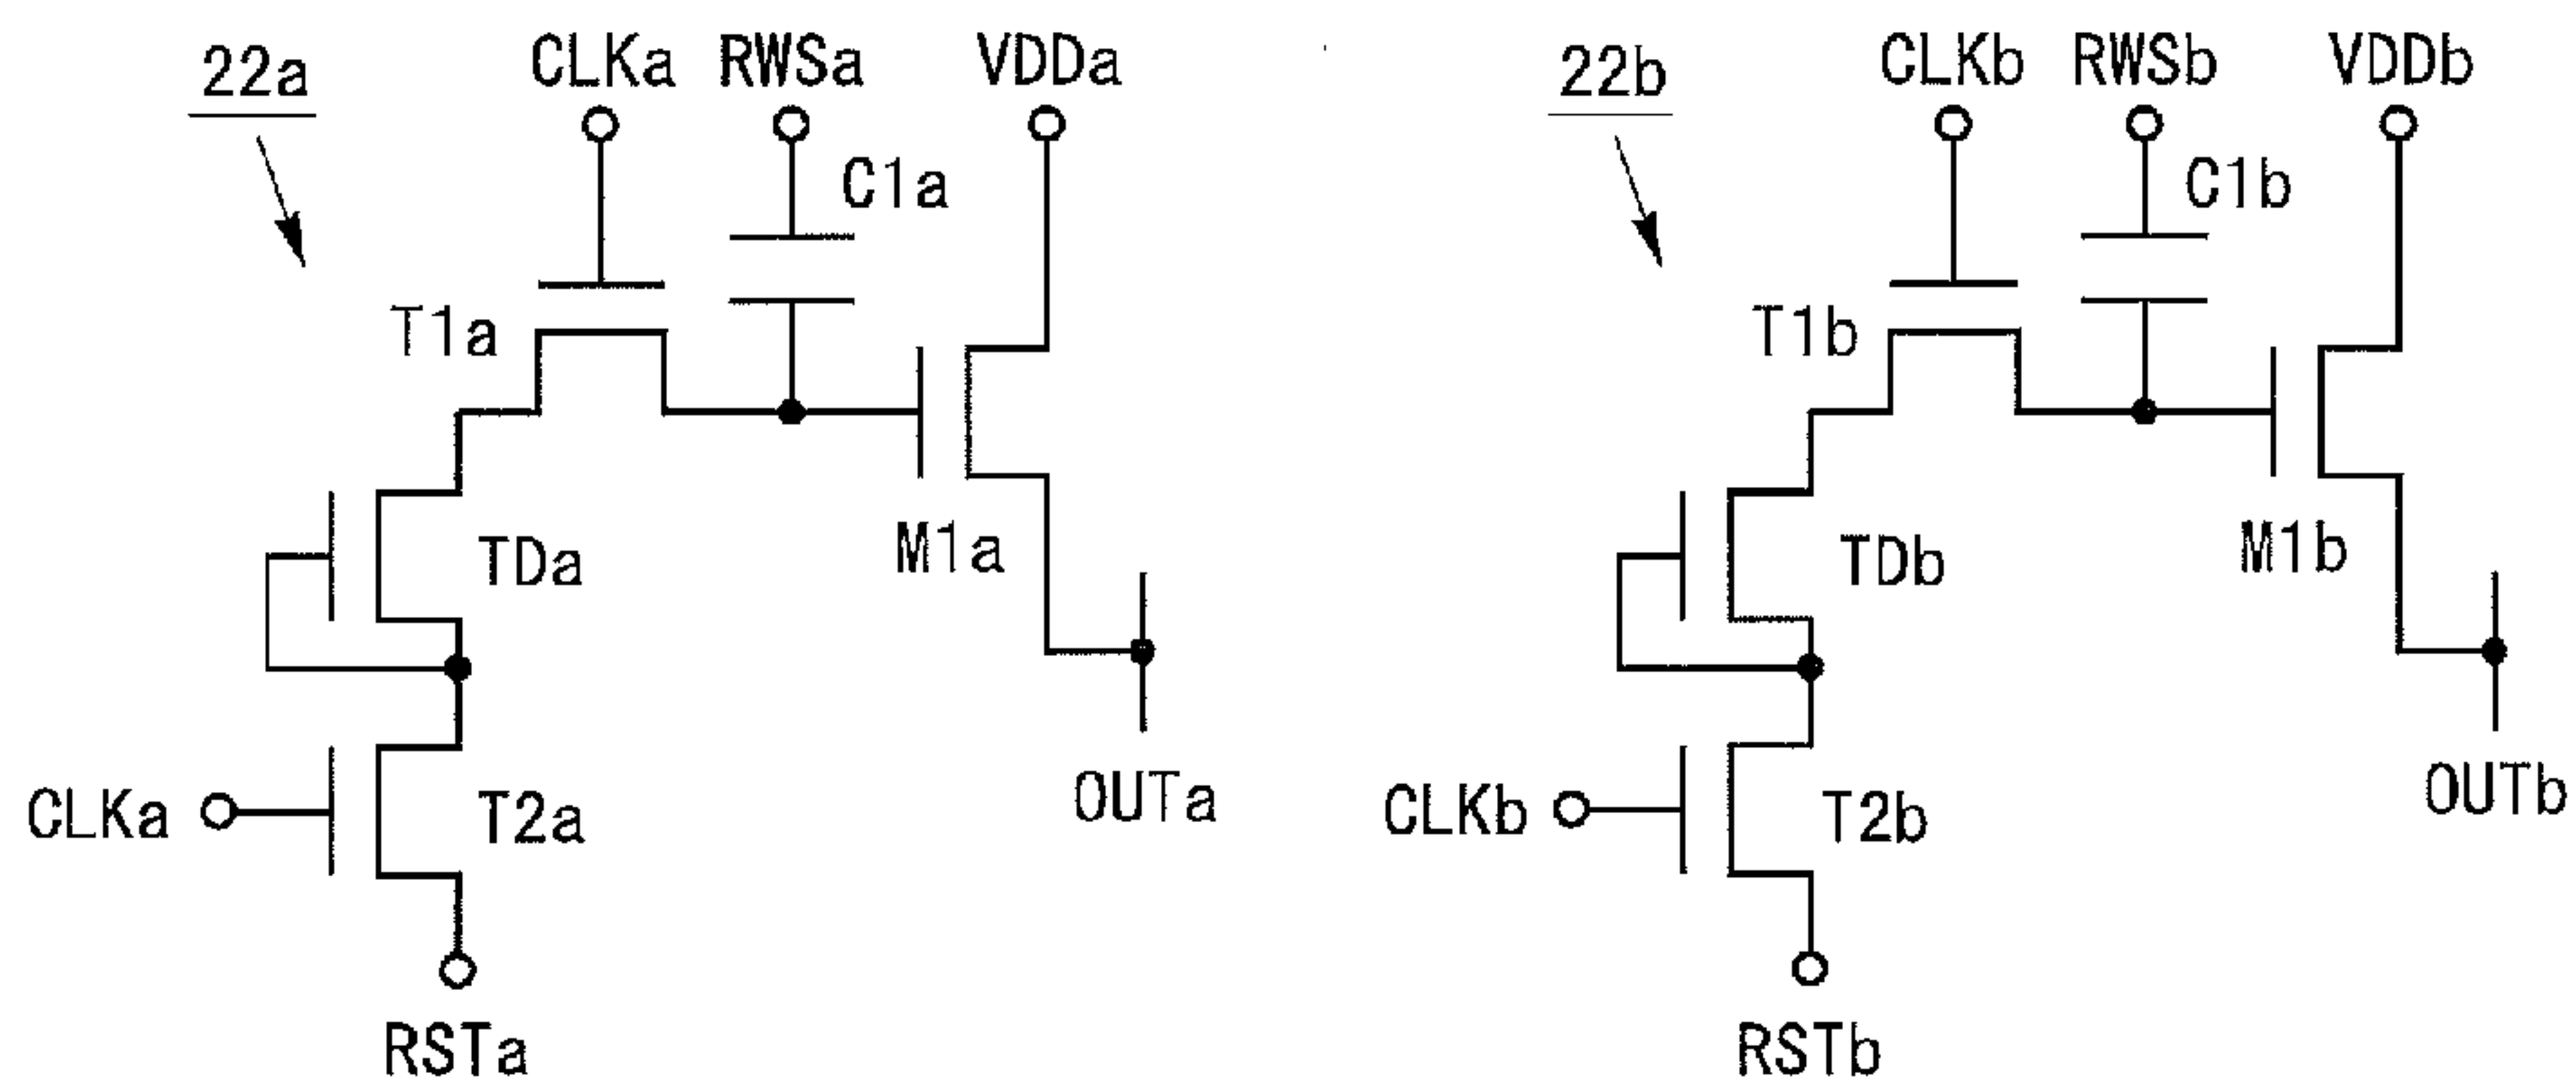 22a CLKa RWSa VDDa
C1a
T1a
TDa M1a
CLKa T2a OUTa
RSTa
22b CLKb RWSb VDDb
C1b
T1b
TDb M1b
CLKb T2b OUTb
RSTb